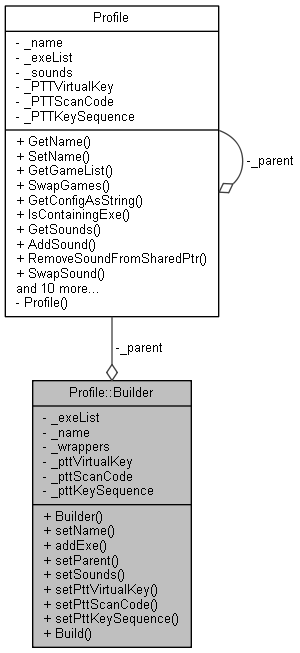 Profile
- _name
- _exeList
- _sounds
- _PTTVirtualKey
- _PTTScanCode
- _PTTKeySequence
+ GetName()
+ SetName()
+ GetGameList()
+ SwapGames()
+ GetConfigAsString()
+ IsContainingExe()
+ GetSounds()
+ AddSound()
+ RemoveSoundFromSharedPtr()
+ SwapSound()
and 10 more...
- Profile()
-_parent
-_parent
Profile::Builder
- _exeList
- _name
- _wrappers
- _pttVirtualKey
- _pttScanCode
- _pttKeySequence
+ Builder()
+ setName()
+ addExe()
+ setParent()
+ setSounds()
+ setPttVirtualKey()
+ setPttScanCode()
+ setPttKeySequence()
+ Build()